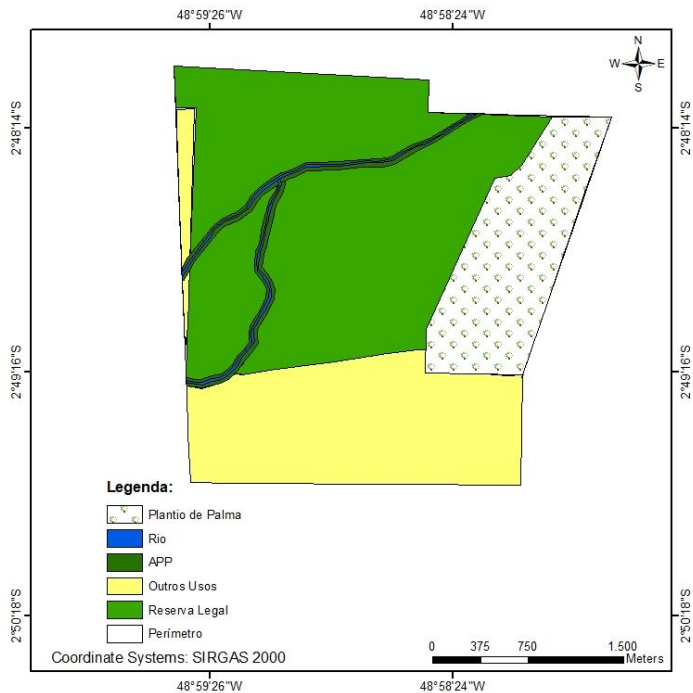 48°59'26"W 48°58'24"W
N
W E
S
2°48'14"S 2°48'14"S
2°49'16"S 2°49'16"S
2°50'18"S 2°50'18"S
Legenda:
Plantio de Palma
Rio
APP
Outros Usos
Reserva Legal
Perímetro
Coordinate Systems: SIRGAS 2000
0 375 750 1.500
Meters
48°59'26"W 48°58'24"W